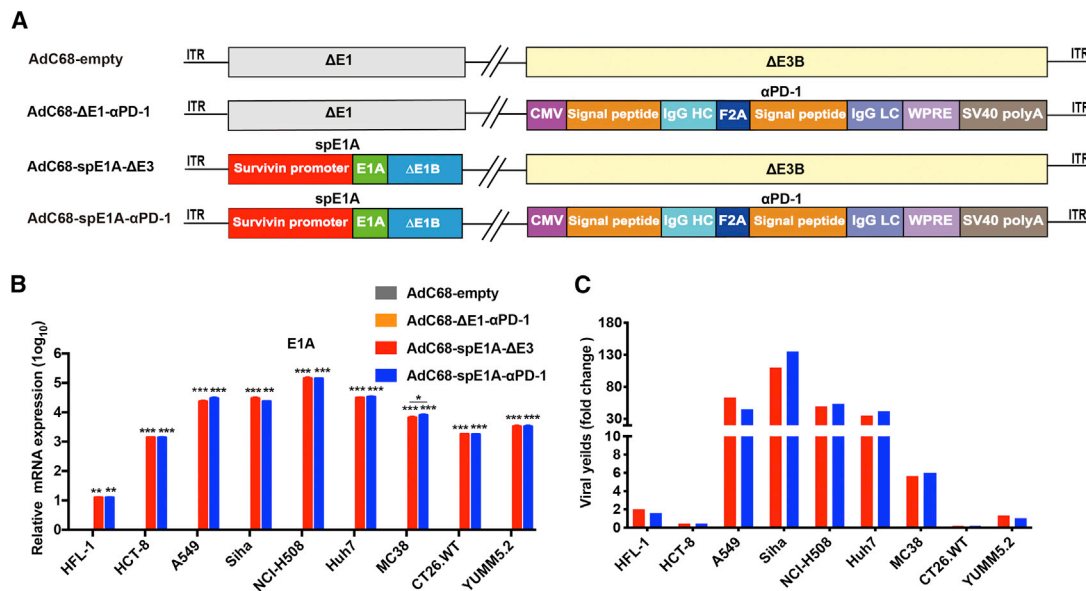 A
AdC68-empty
ITR
ΔE1
ΔE3B
ITR
AdC68-ΔE1-αPD-1
ITR
ΔE1
αPD-1
CMV Signal peptide IgG HC F2A Signal peptide IgG LC WPRE SV40 polyA
ITR
AdC68-spE1A-ΔE3
ITR
spE1A
Survivin promoter E1A ΔE1B
ΔE3B
ITR
AdC68-spE1A-αPD-1
ITR
spE1A
Survivin promoter E1A ΔE1B
αPD-1
CMV Signal peptide IgG HC F2A Signal peptide IgG LC WPRE SV40 polyA
ITR
B
AdC68-empty
AdC68-ΔE1-αPD-1
AdC68-spE1A-ΔE3
AdC68-spE1A-αPD-1
E1A
Relative mRNA expression (1og10)
6
5
4
3
2
1
0
** **
*** ***
*** ***
*** **
*** ***
*** ***
*
*** ***
*** ***
*** ***
HFL-1
HCT-8
A549
Siha
NCI-H508
Huh7
MC38
CT26.WT
YUMM5.2
C
Viral yeilds (fold change )
180
130
80
30
10
8
6
4
2
0
HFL-1
HCT-8
A549
Siha
NCI-H508
Huh7
MC38
CT26.WT
YUMM5.2